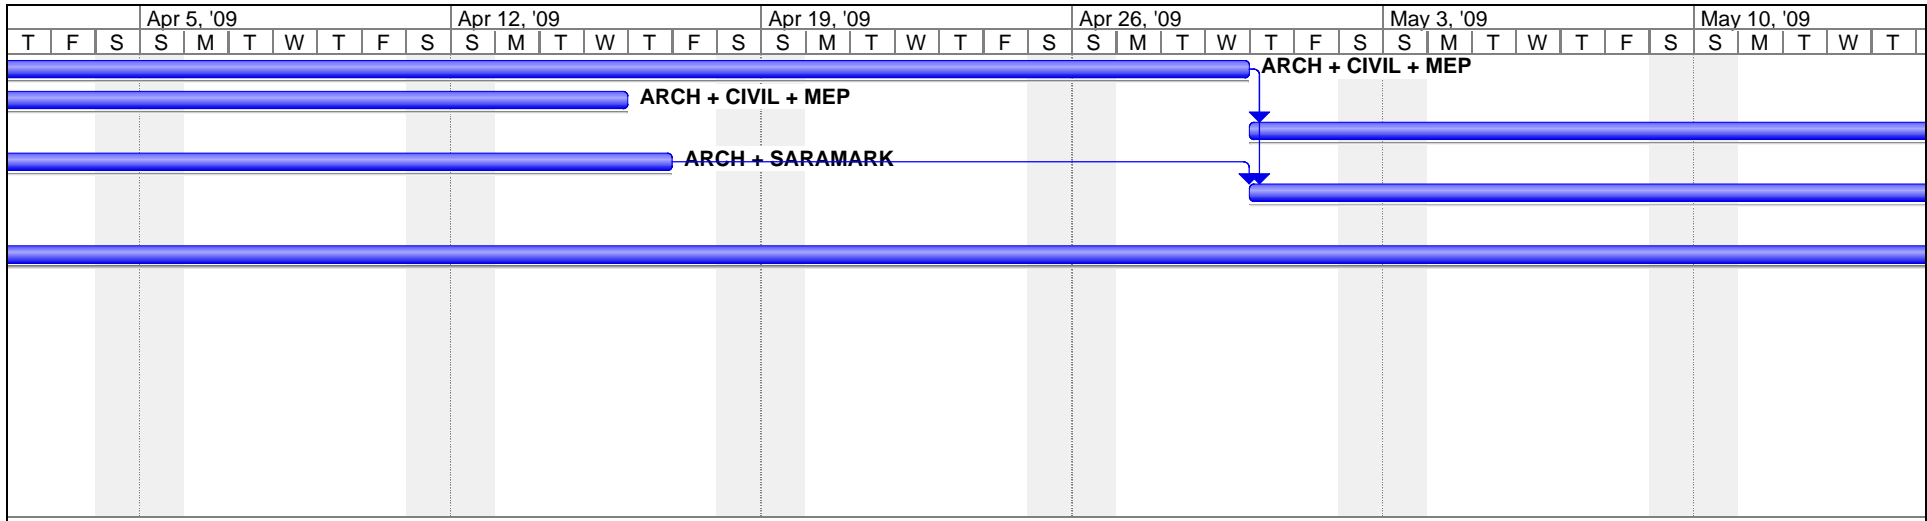 Apr 5, '09 Apr 12, '09 Apr 19, '09 Apr 26, '09 May 3, '09 May 10, '09
T F S S M T W T F S S M T W T F S S M T W T F S S M T W T F S S M T W T F S S M T W T
ARCH + CIVIL + MEP
ARCH + CIVIL + MEP
ARCH + SARAMARK